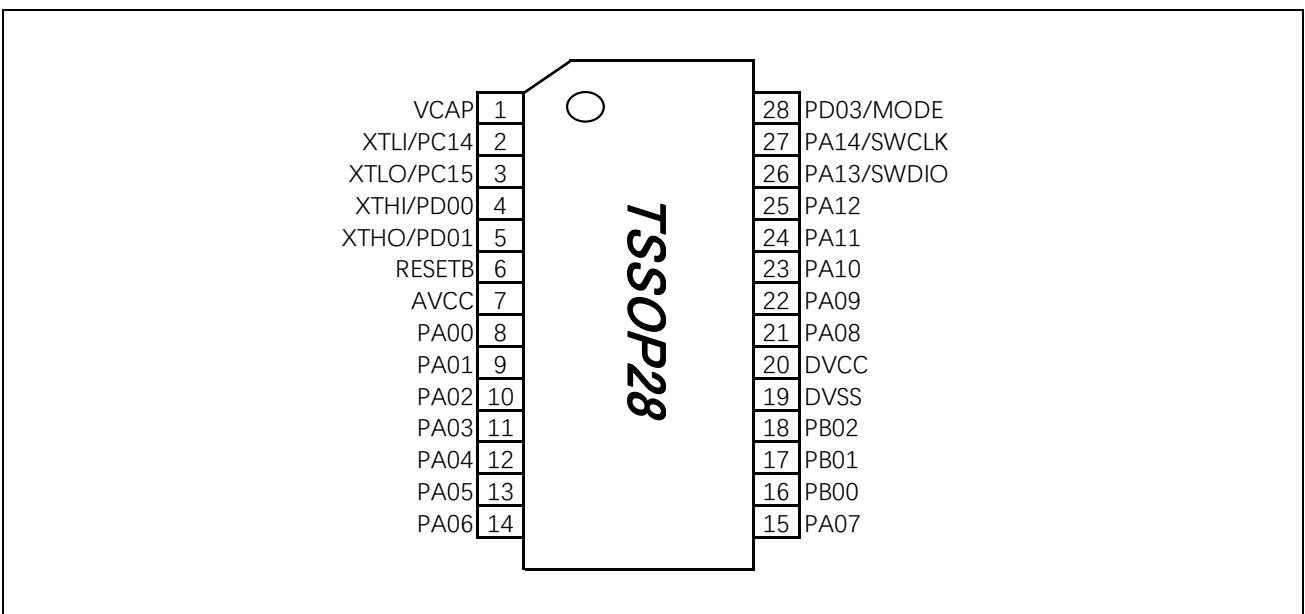 VCAP 1 28 PD03/MODE
XTLI/PC14 2 27 PA14/SWCLK
XTLO/PC15 3 26 PA13/SWDIO
XTHI/PD00 4 25 PA12
XTHO/PD01 5 24 PA11
RESETB 6 23 PA10
AVCC 7 22 PA09
PA00 8 21 PA08
PA01 9 20 DVCC
PA02 10 19 DVSS
PA03 11 18 PB02
PA04 12 17 PB01
PA05 13 16 PB00
PA06 14 15 PA07
TSSOP28